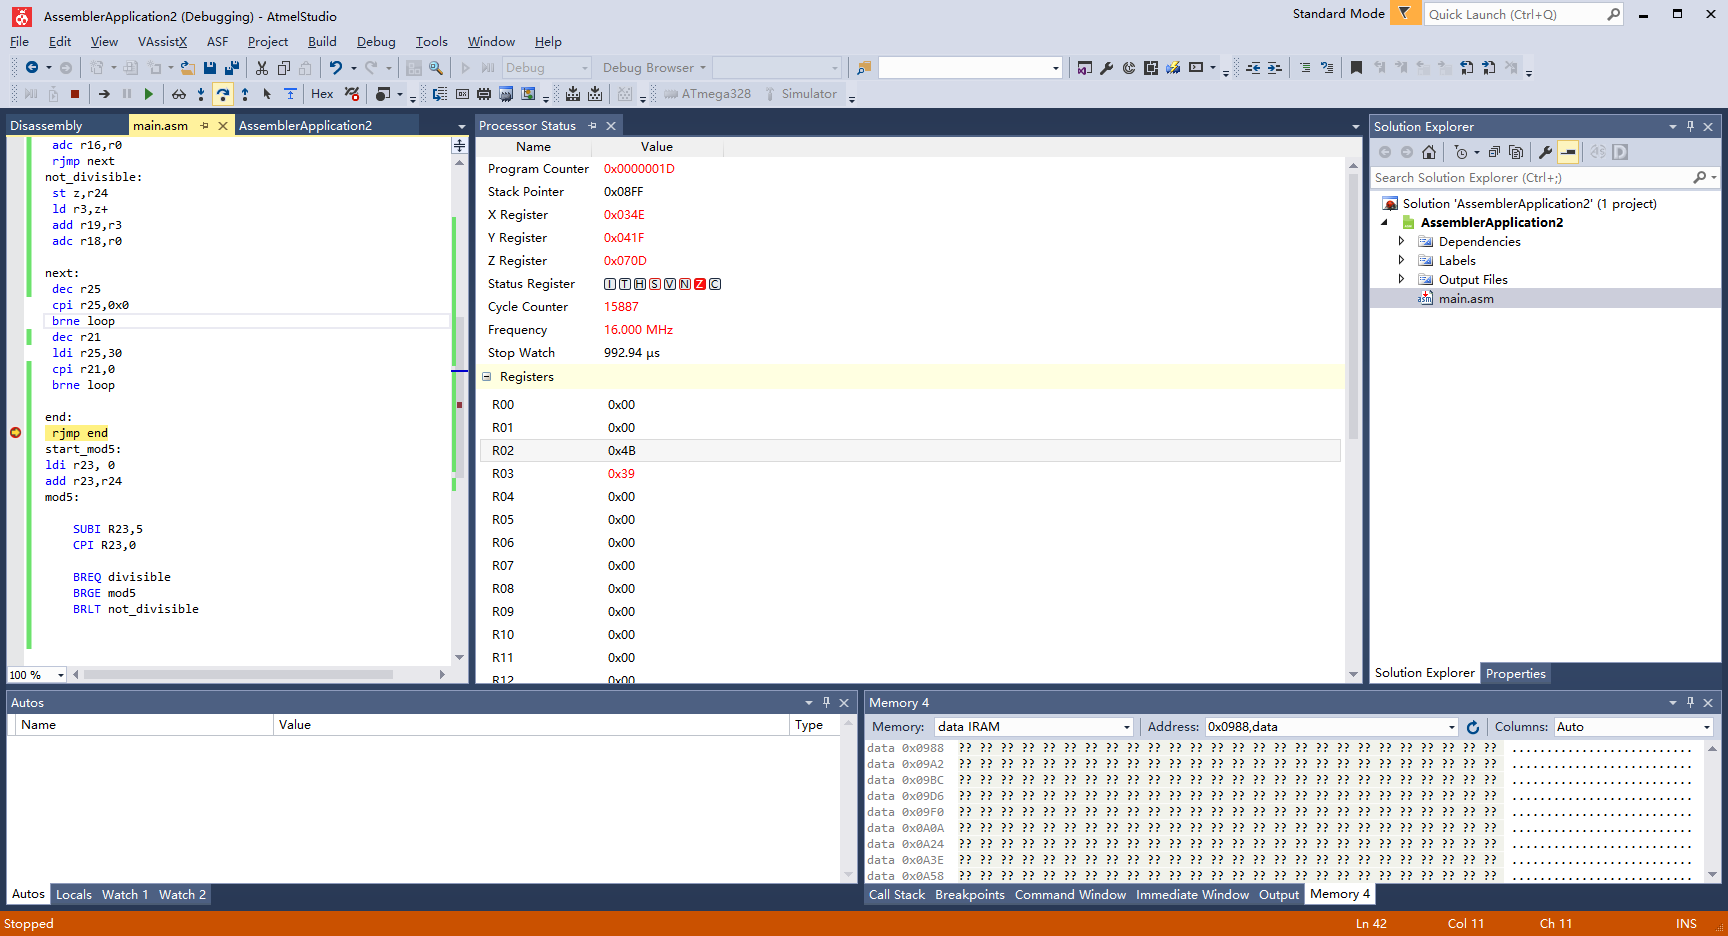 AssemblerApplication2 (Debugging) - AtmelStudio
Standard Mode
Quick Launch (Ctrl+Q)
File Edit View VAssistX ASF Project Build Debug Tools Window Help
Debug Debug Browser
Hex ATmega328 Simulator
Disassembly main.asm AssemblerApplication2
adc r16,r0
rjmp next
not_divisible:
st z,r24
ld r3,z+
add r19,r3
adc r18,r0
next:
dec r25
cpi r25,0x0
brne loop
dec r21
ldi r25,30
cpi r21,0
brne loop
end:
rjmp end
start_mod5:
ldi r23, 0
add r23,r24
mod5:
SUBI R23,5
CPI R23,0
BREQ divisible
BRGE mod5
BRLT not_divisible
100 %
Processor Status
Name Value
Program Counter 0x0000001D
Stack Pointer 0x08FF
X Register 0x034E
Y Register 0x041F
Z Register 0x070D
Status Register I T H S V N Z C
Cycle Counter 15887
Frequency 16.000 MHz
Stop Watch 992.94 µs
Registers
R00 0x00
R01 0x00
R02 0x4B
R03 0x39
R04 0x00
R05 0x00
R06 0x00
R07 0x00
R08 0x00
R09 0x00
R10 0x00
R11 0x00
R12 0x00
Solution Explorer
Search Solution Explorer (Ctrl+;)
Solution 'AssemblerApplication2' (1 project)
AssemblerApplication2
Dependencies
Labels
Output Files
main.asm
Solution Explorer Properties
Autos
Name Value Type
Autos Locals Watch 1 Watch 2
Memory 4
Memory: data IRAM Address: 0x0988,data Columns: Auto
data 0x0988 ?? ?? ?? ?? ?? ?? ?? ?? ?? ?? ?? ?? ?? ?? ?? ?? ?? ?? ?? ?? ?? ?? ?? ?? ?? ?? ..........................
data 0x09A2 ?? ?? ?? ?? ?? ?? ?? ?? ?? ?? ?? ?? ?? ?? ?? ?? ?? ?? ?? ?? ?? ?? ?? ?? ?? ?? ..........................
data 0x09BC ?? ?? ?? ?? ?? ?? ?? ?? ?? ?? ?? ?? ?? ?? ?? ?? ?? ?? ?? ?? ?? ?? ?? ?? ?? ?? ..........................
data 0x09D6 ?? ?? ?? ?? ?? ?? ?? ?? ?? ?? ?? ?? ?? ?? ?? ?? ?? ?? ?? ?? ?? ?? ?? ?? ?? ?? ..........................
data 0x09F0 ?? ?? ?? ?? ?? ?? ?? ?? ?? ?? ?? ?? ?? ?? ?? ?? ?? ?? ?? ?? ?? ?? ?? ?? ?? ?? ..........................
data 0x0A0A ?? ?? ?? ?? ?? ?? ?? ?? ?? ?? ?? ?? ?? ?? ?? ?? ?? ?? ?? ?? ?? ?? ?? ?? ?? ?? ..........................
data 0x0A24 ?? ?? ?? ?? ?? ?? ?? ?? ?? ?? ?? ?? ?? ?? ?? ?? ?? ?? ?? ?? ?? ?? ?? ?? ?? ?? ..........................
data 0x0A3E ?? ?? ?? ?? ?? ?? ?? ?? ?? ?? ?? ?? ?? ?? ?? ?? ?? ?? ?? ?? ?? ?? ?? ?? ?? ?? ..........................
data 0x0A58 ?? ?? ?? ?? ?? ?? ?? ?? ?? ?? ?? ?? ?? ?? ?? ?? ?? ?? ?? ?? ?? ?? ?? ?? ?? ?? ..........................
Call Stack Breakpoints Command Window Immediate Window Output Memory 4
Stopped Ln 42 Col 11 Ch 11 INS